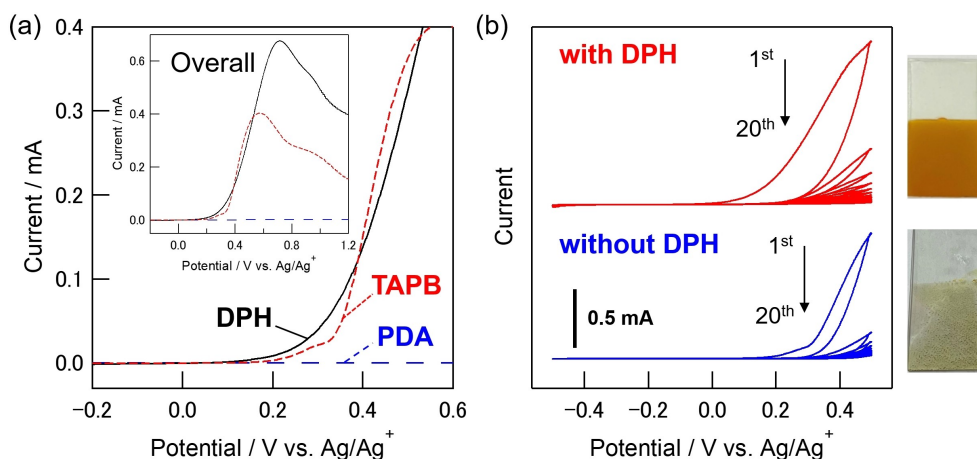 (a)
0.4
0.3
0.2
0.1
0.0
Current / mA
−0.2
0.0
0.2
0.4
0.6
Potential / V vs. Ag/Ag⁺
Overall
0.6
0.4
0.2
0.0
Current / mA
0.0
0.4
0.8
1.2
Potential / V vs. Ag/Ag⁺
DPH
TAPB
PDA
(b)
with DPH
1ˢᵗ
20ᵗʰ
without DPH
1ˢᵗ
20ᵗʰ
0.5 mA
Current
−0.4
−0.2
0.0
0.2
0.4
Potential / V vs. Ag/Ag⁺